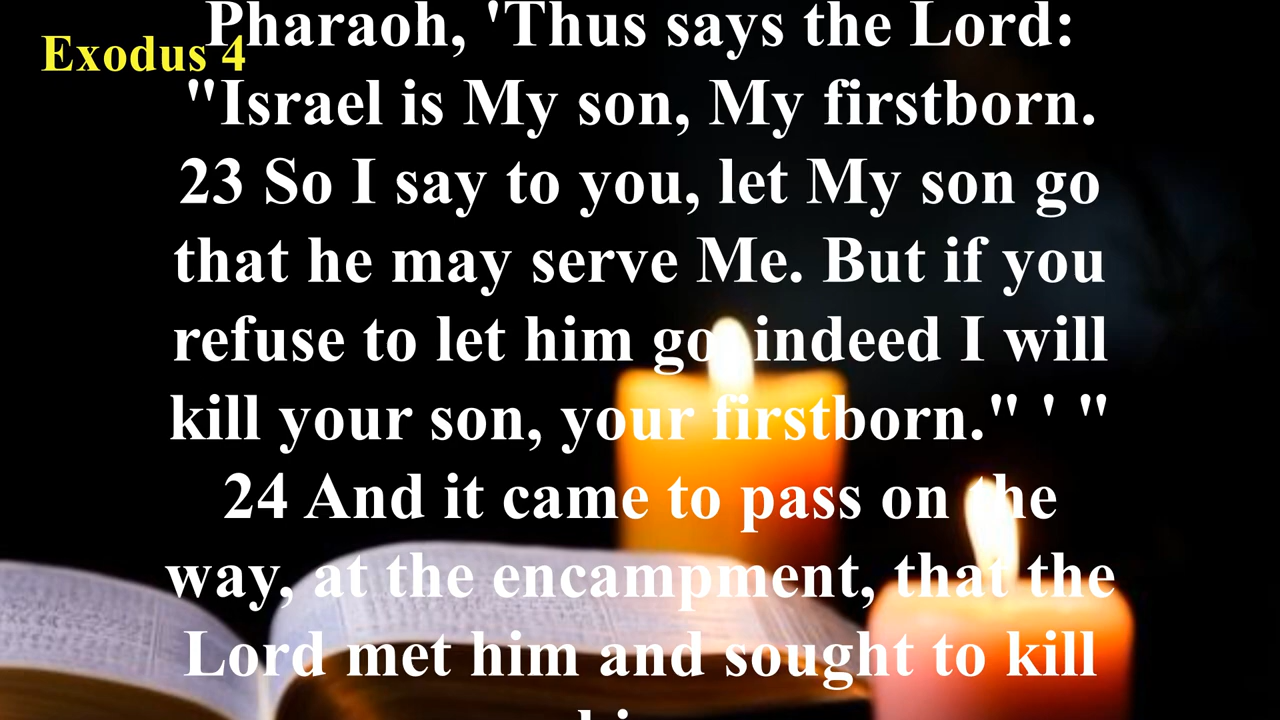 Pharaoh, 'Thus says the Lord:
Exodus 4
"Israel is My son, My firstborn.
23 So I say to you, let My son go
that he may serve Me. But if you
refuse to let him go, indeed I will
kill your son, your firstborn." ' "
24 And it came to pass on the
way, at the encampment, that the
Lord met him and sought to kill